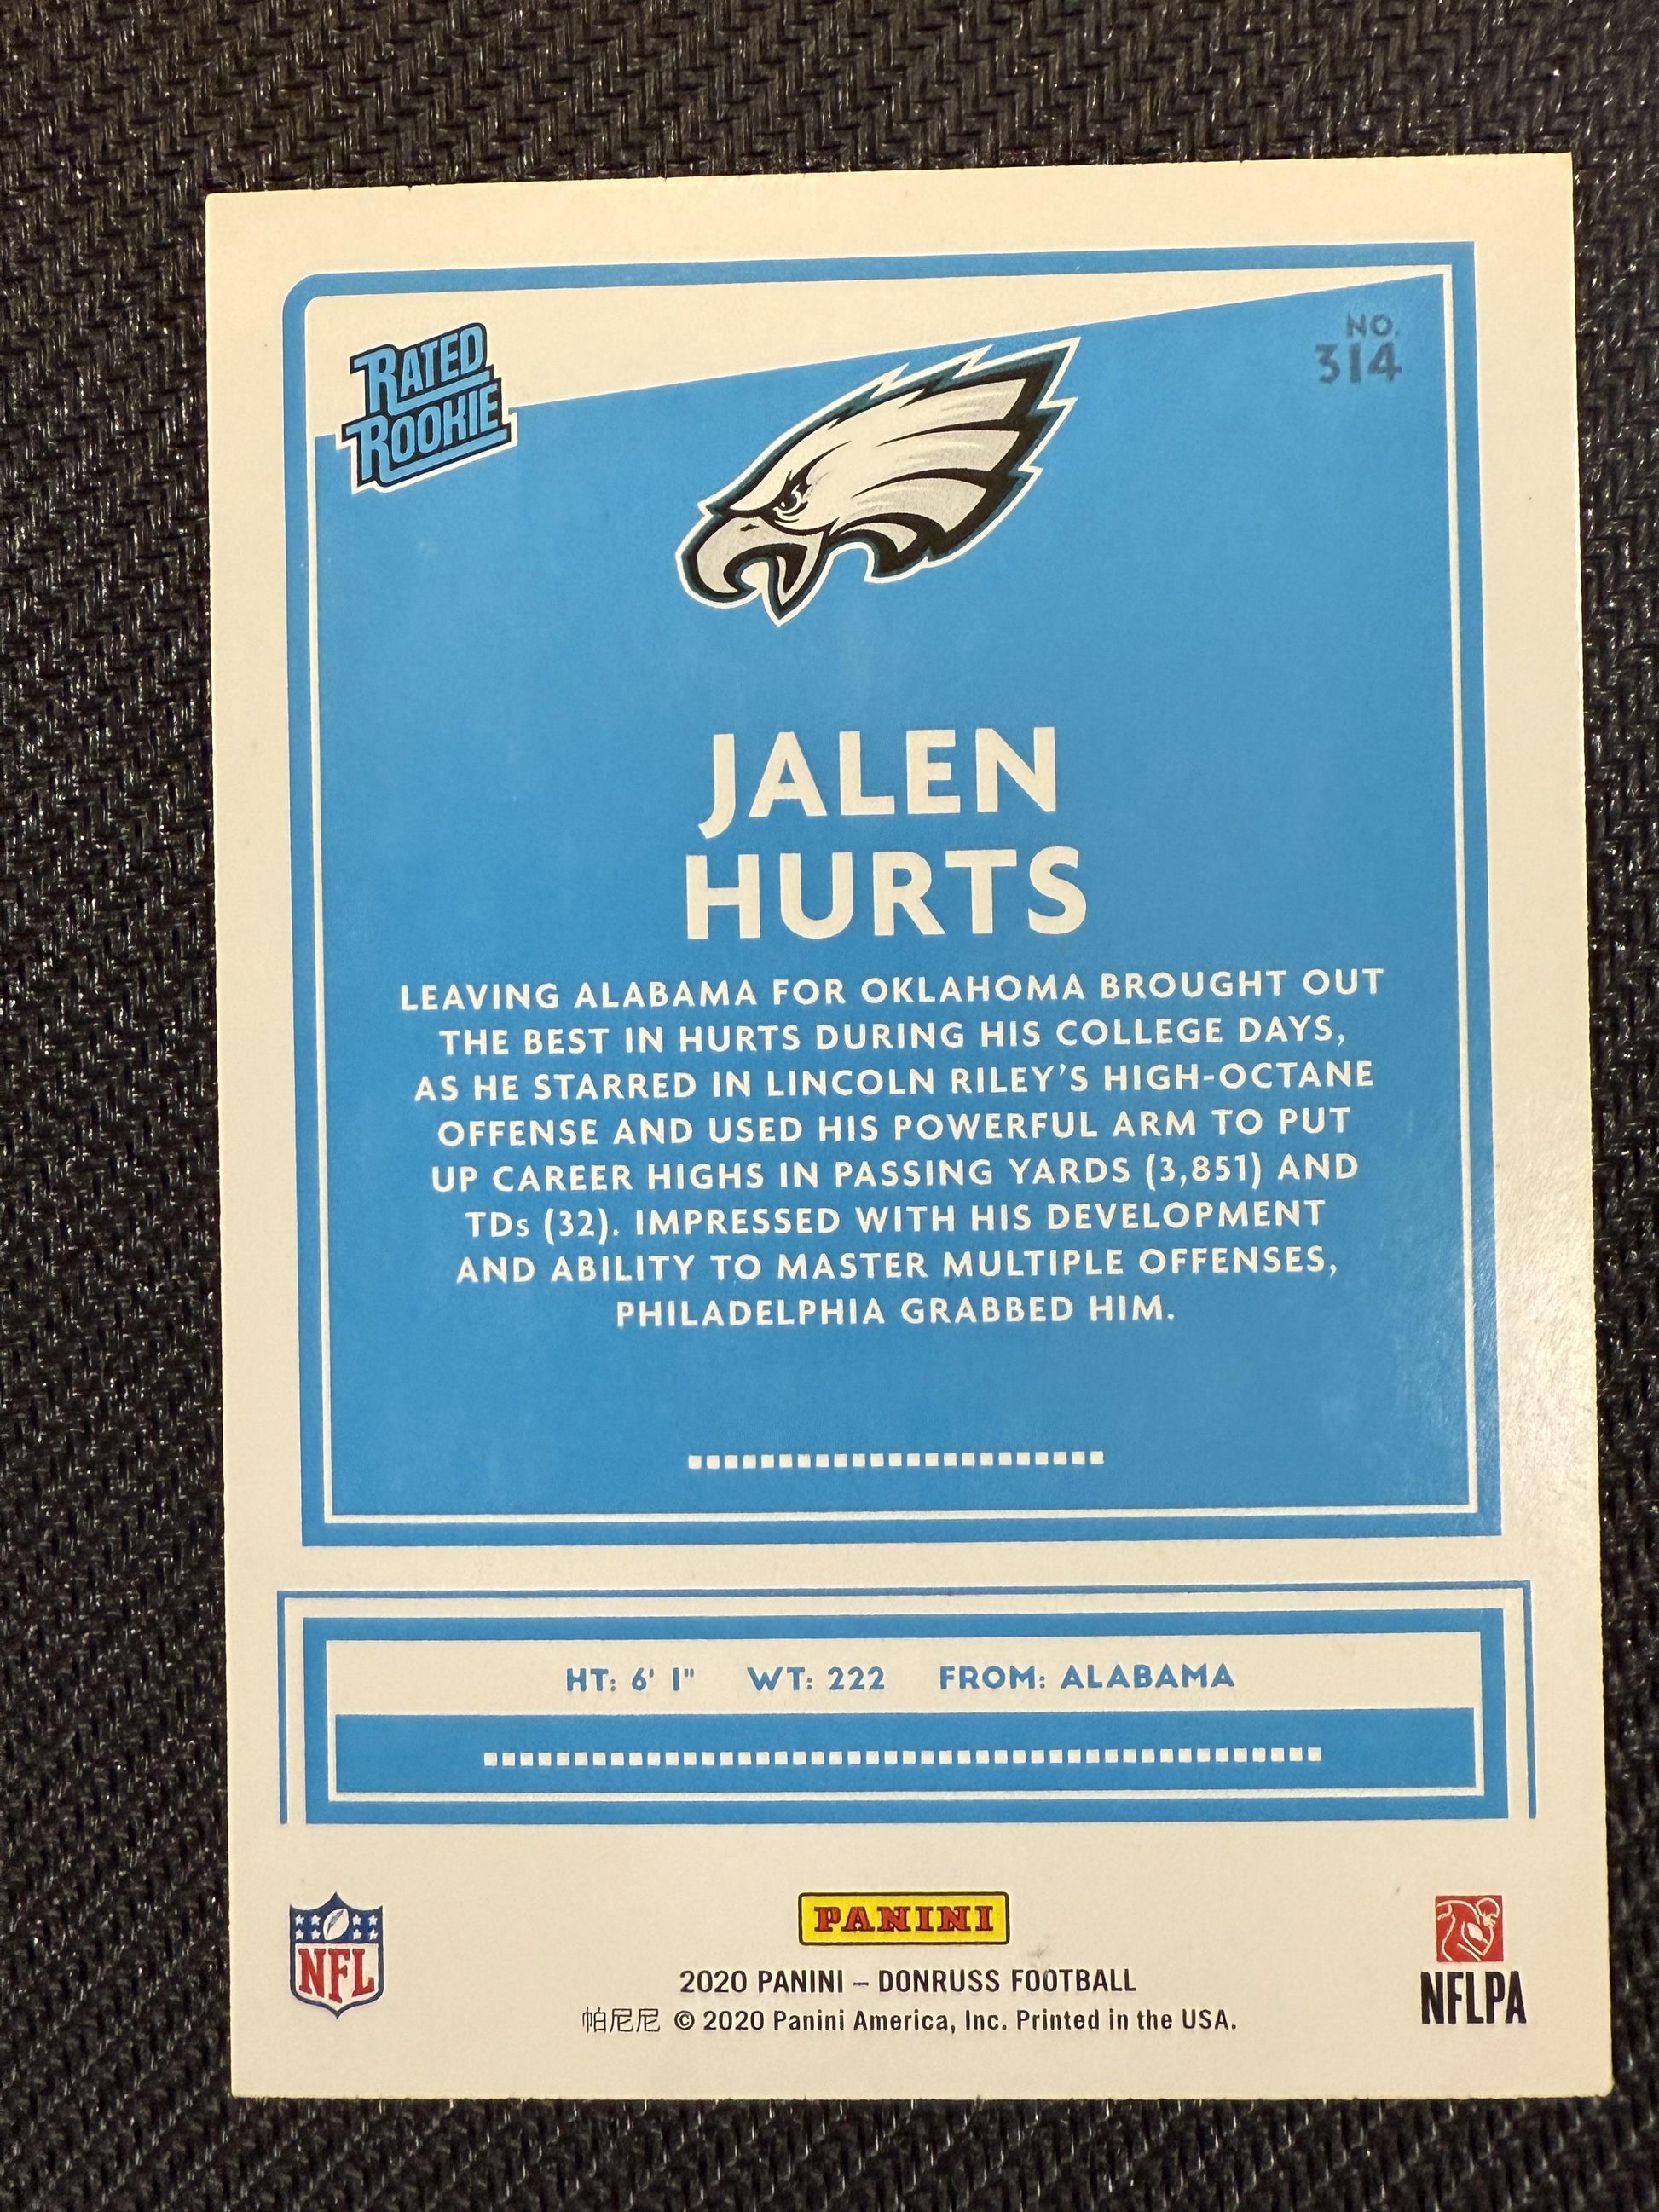 RATED
ROOKIE
NO.
314
JALEN
HURTS
LEAVING ALABAMA FOR OKLAHOMA BROUGHT OUT
THE BEST IN HURTS DURING HIS COLLEGE DAYS,
AS HE STARRED IN LINCOLN RILEY'S HIGH-OCTANE
OFFENSE AND USED HIS POWERFUL ARM TO PUT
UP CAREER HIGHS IN PASSING YARDS (3,851) AND
TDs (32). IMPRESSED WITH HIS DEVELOPMENT
AND ABILITY TO MASTER MULTIPLE OFFENSES,
PHILADELPHIA GRABBED HIM.
HT: 6' 1" WT: 222 FROM: ALABAMA
NFL
PANINI
2020 PANINI – DONRUSS FOOTBALL
帕尼尼 © 2020 Panini America, Inc. Printed in the USA.
NFLPA